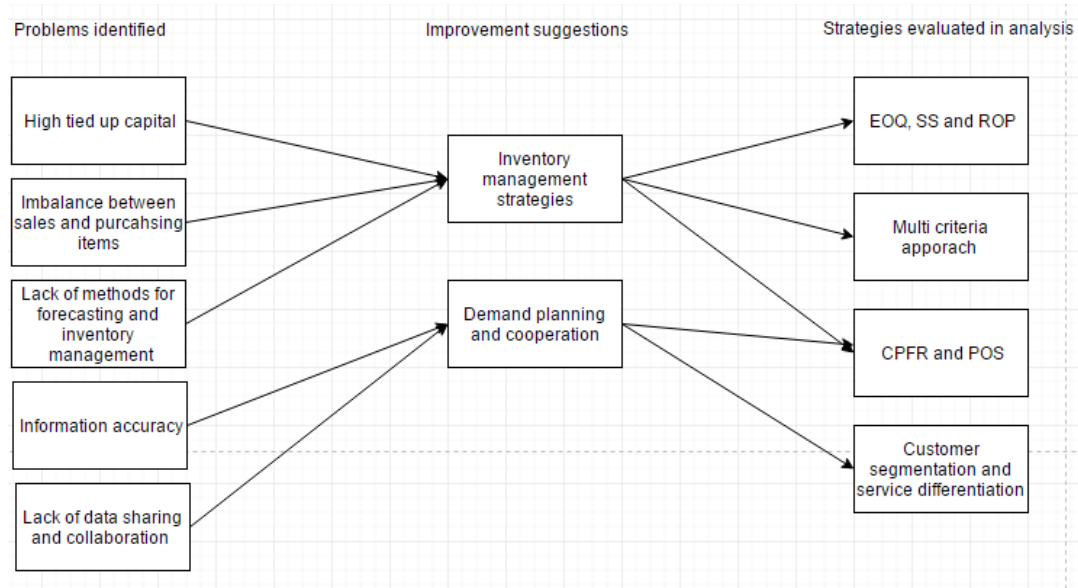 Problems identified
Improvement suggestions
Strategies evaluated in analysis
High tied up capital
Imbalance between
sales and purcahsing
items
Lack of methods for
forecasting and
inventory
management
Information accuracy
Lack of data sharing
and collaboration
Inventory
management
strategies
Demand planning
and cooperation
EOQ, SS and ROP
Multi criteria
apporach
CPFR and POS
Customer
segmentation and
service differentiation